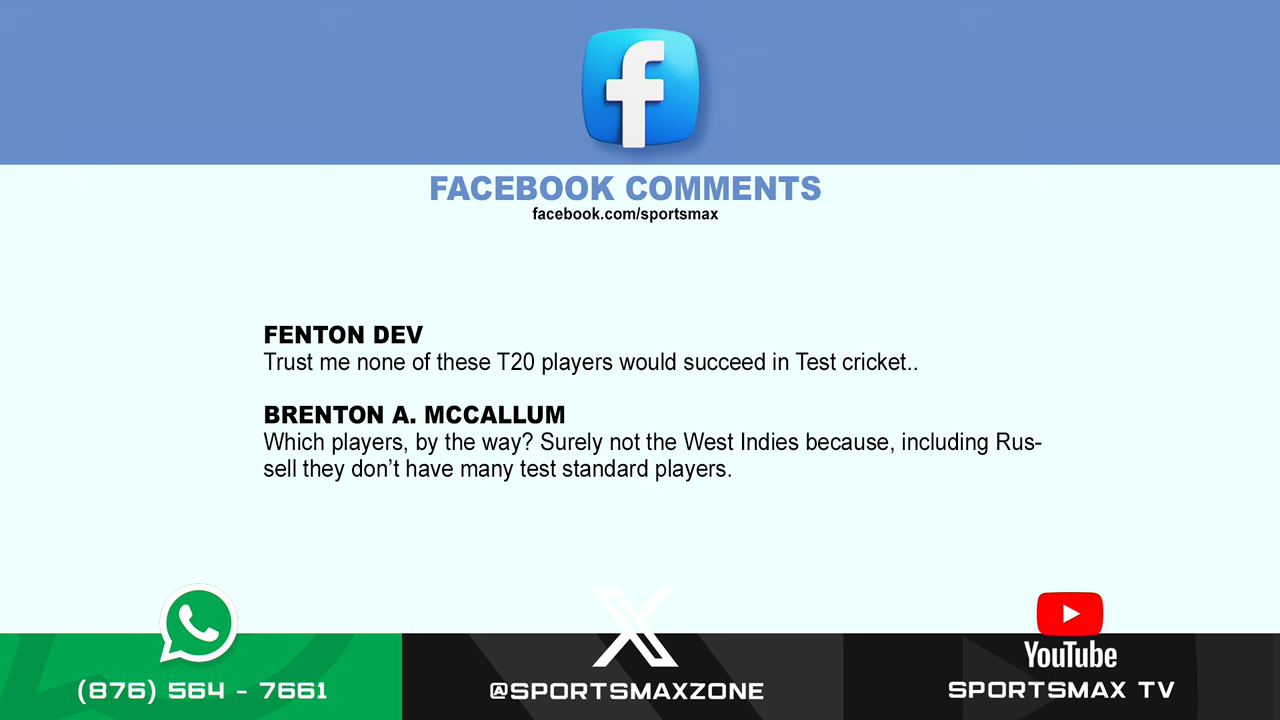 FACEBOOK COMMENTS
facebook.com/sportsmax
FENTON DEV
Trust me none of these T20 players would succeed in Test cricket..
BRENTON A. MCCALLUM
Which players, by the way? Surely not the West Indies because, including Rus-
sell they don't have many test standard players.
YouTube
(876) 564 - 7661
@SPORTSMAXZONE
SPORTSMAX TV